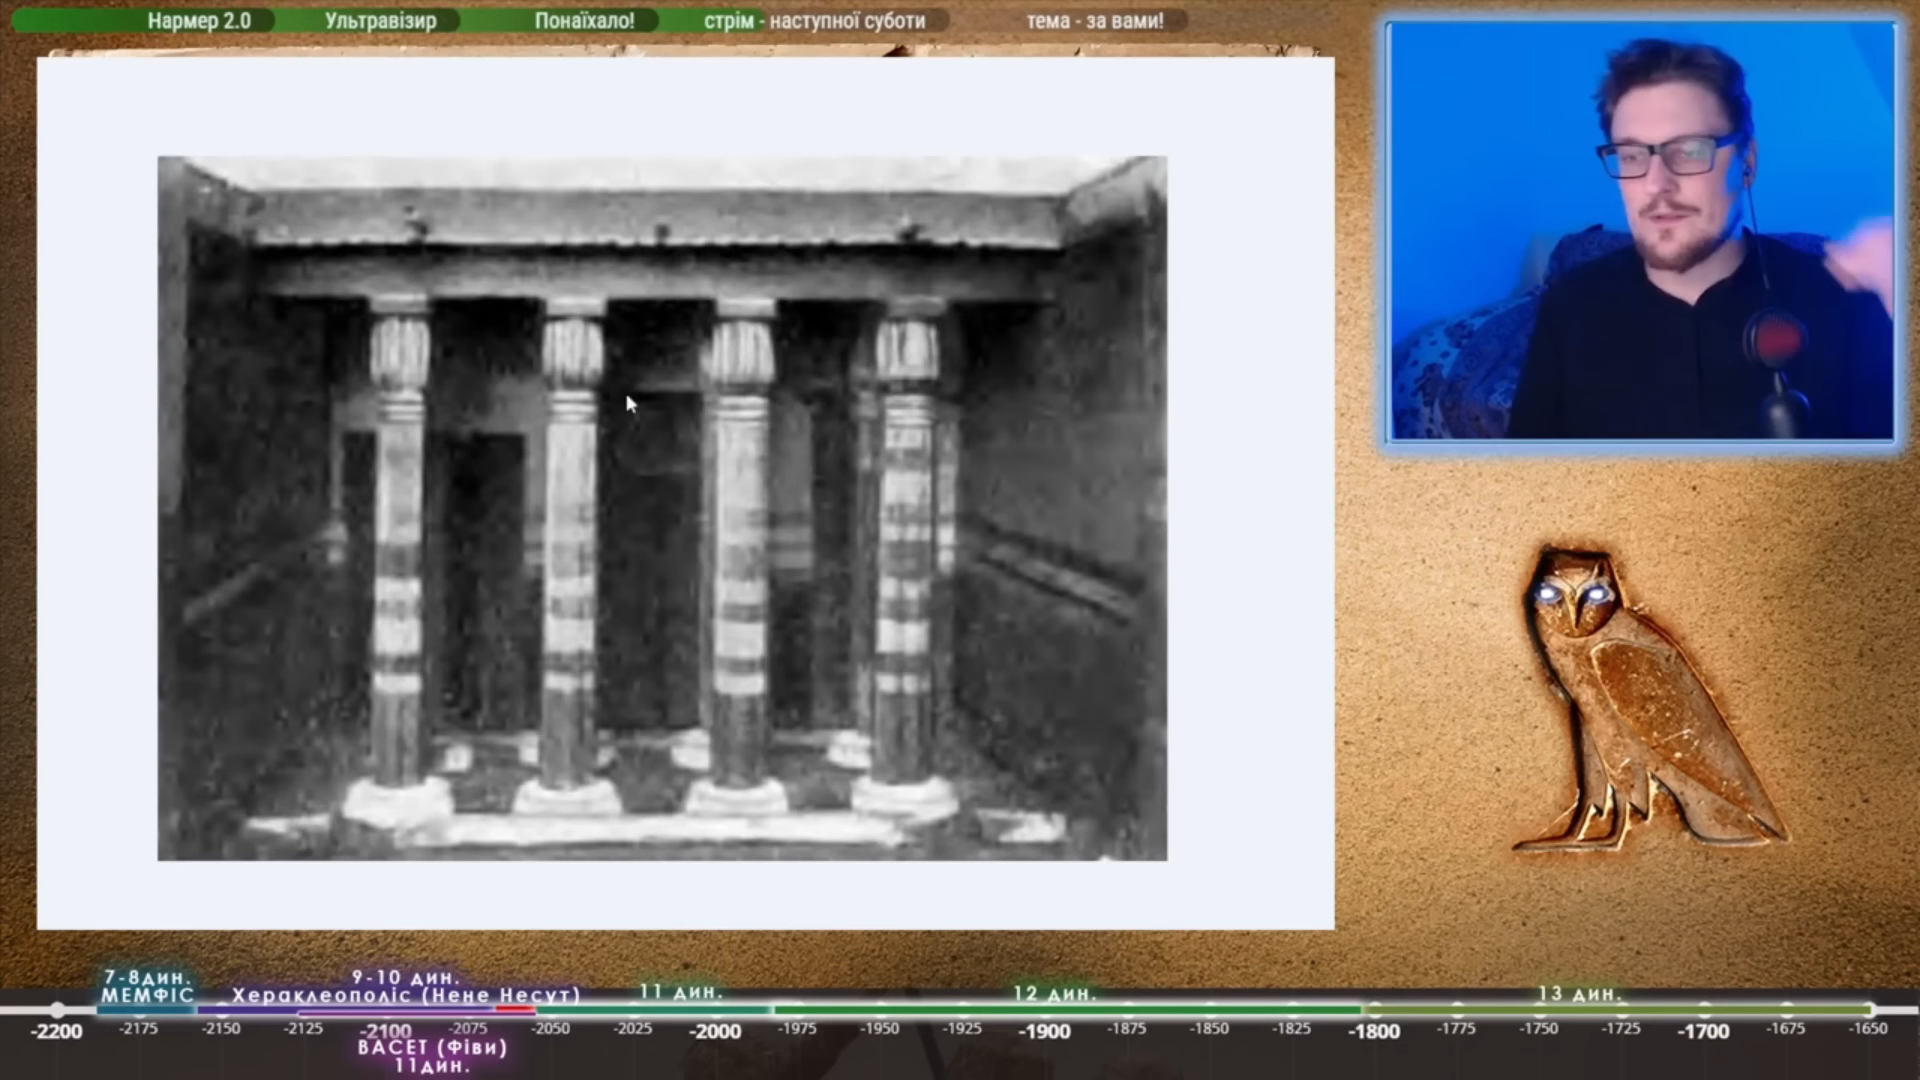 Нармер 2.0 Ультравізир Понаїхало! стрім - наступної суботи тема - за вами!
7-8дин. 9-10 дин.
МЕМФІС Хераклеополіс (Нене Несут) 11 дин. 12 дин. 13 дин.
-2200 -2175 -2150 -2125 -2100 -2075 -2050 -2025 -2000 -1975 -1950 -1925 -1900 -1875 -1850 -1825 -1800 -1775 -1750 -1725 -1700 -1675 -1650
ВАСЕТ (Фіви)
11дин.